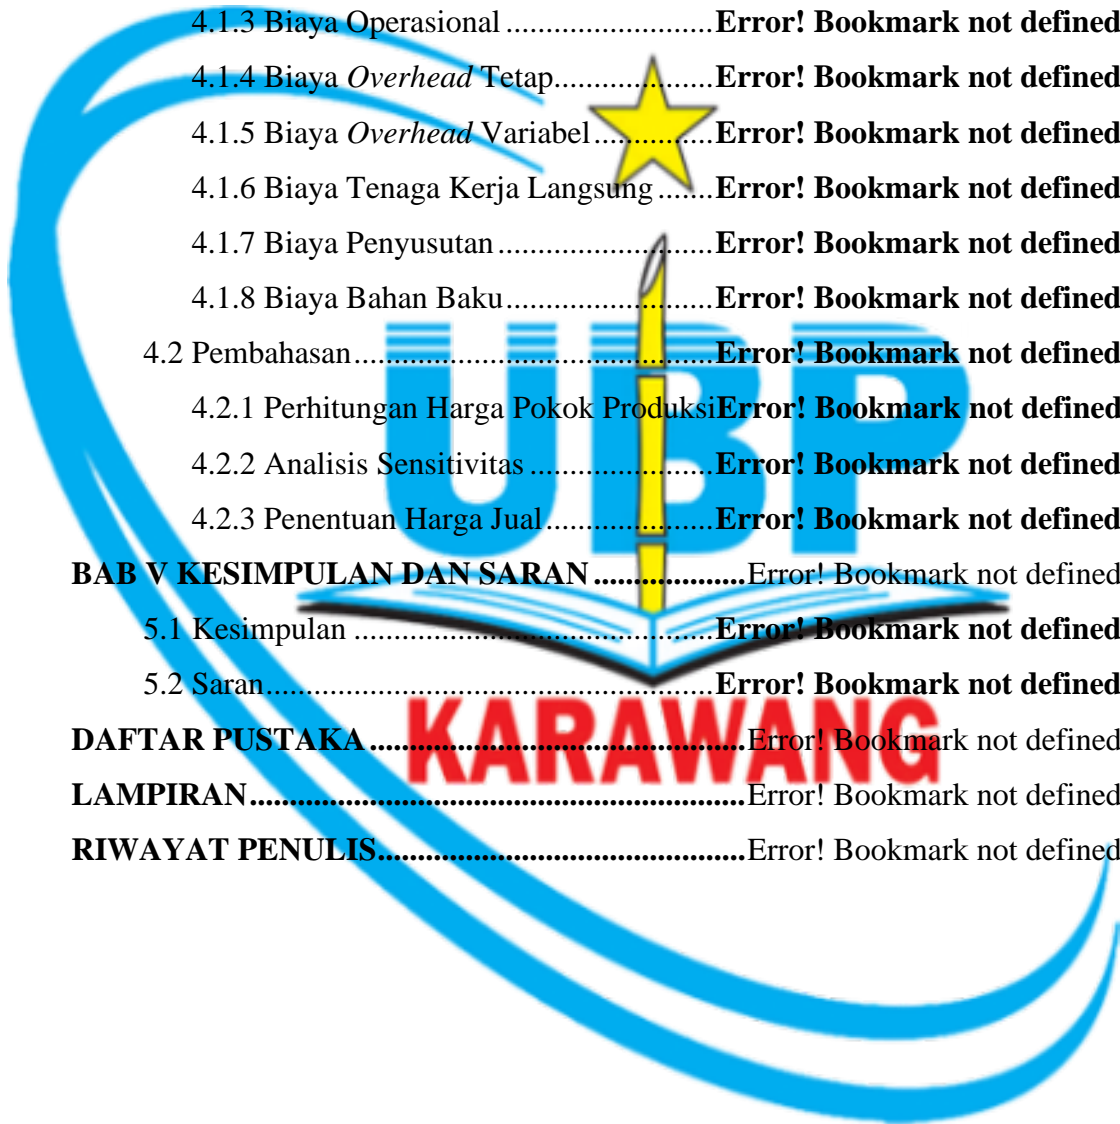 4.1.3 Biaya Operasional ........................Error! Bookmark not defined
4.1.4 Biaya Overhead Tetap..................Error! Bookmark not defined
4.1.5 Biaya Overhead Variabel..............Error! Bookmark not defined
4.1.6 Biaya Tenaga Kerja Langsung .......Error! Bookmark not defined
4.1.7 Biaya Penyusutan ........................Error! Bookmark not defined
4.1.8 Biaya Bahan Baku.......................Error! Bookmark not defined
4.2 Pembahasan.......................................Error! Bookmark not defined
4.2.1 Perhitungan Harga Pokok ProduksiError! Bookmark not defined
4.2.2 Analisis Sensitivitas ....................Error! Bookmark not defined
4.2.3 Penentuan Harga Jual..................Error! Bookmark not defined
BAB V KESIMPULAN DAN SARAN ...................Error! Bookmark not defined
5.1 Kesimpulan .......................................Error! Bookmark not defined
5.2 Saran.................................................Error! Bookmark not defined
DAFTAR PUSTAKA ..............................................Error! Bookmark not defined
LAMPIRAN.............................................................Error! Bookmark not defined
RIWAYAT PENULIS..............................................Error! Bookmark not defined
UBP
KARAWANG